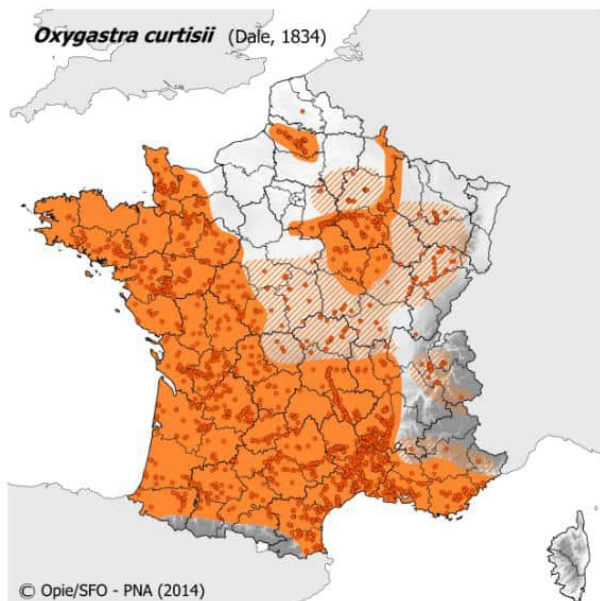 Oxygastra curtisii (Dale, 1834)
© Opie/SFO - PNA (2014)